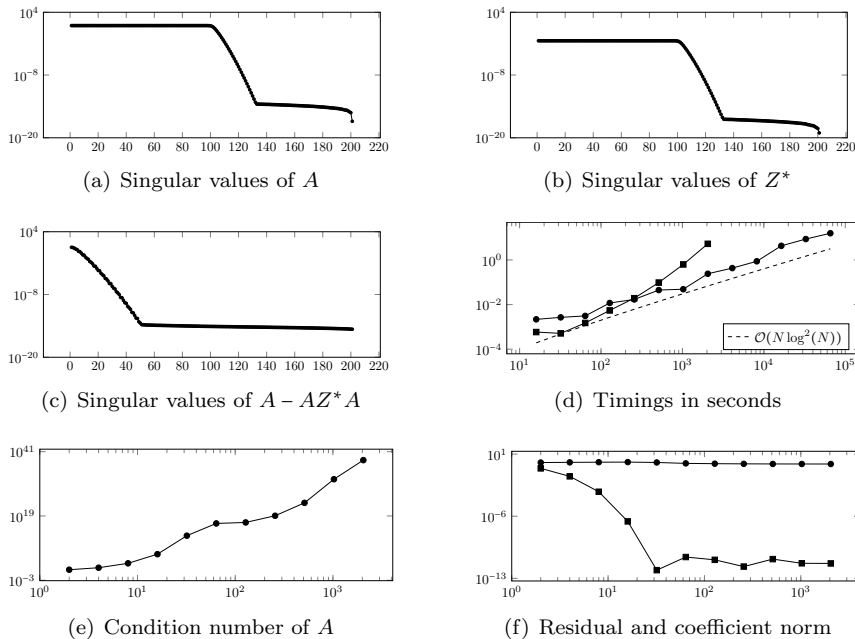 10^4
10^−8
10^−20
0 20 40 60 80 100 120 140 160 180 200 220
(a) Singular values of A
10^4
10^−8
10^−20
0 20 40 60 80 100 120 140 160 180 200 220
(b) Singular values of Z*
10^4
10^−8
10^−20
0 20 40 60 80 100 120 140 160 180 200 220
(c) Singular values of A – AZ*A
10^0
10^−2
10^−4
10^1 10^2 10^3 10^4 10^5
O(N log^2(N))
(d) Timings in seconds
10^41
10^19
10^−3
10^0 10^1 10^2 10^3
(e) Condition number of A
10^1
10^−6
10^−13
10^0 10^1 10^2 10^3
(f) Residual and coefficient norm